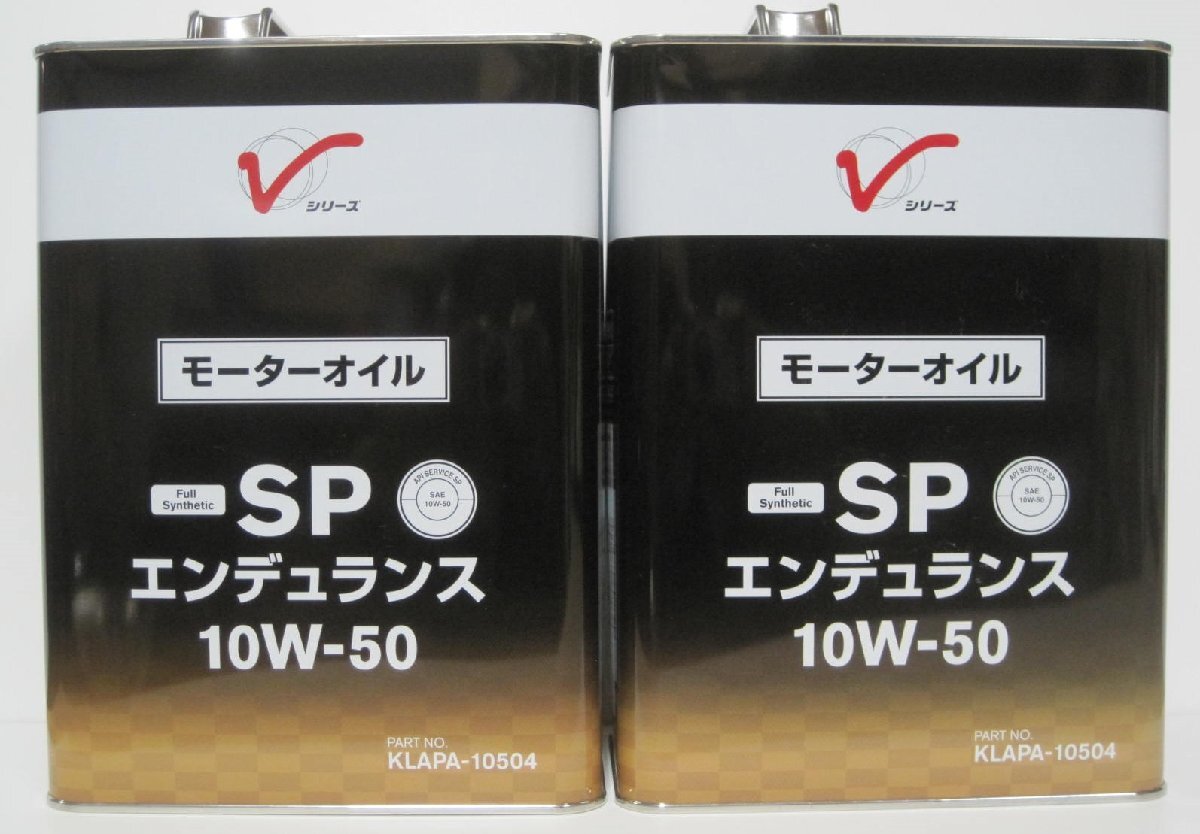 V
シリーズ
モーターオイル
Full
Synthetic
SP
API SERVICE SP
SAE
10W-50
エンデュランス
10W-50
PART NO.
KLAPA-10504
V
シリーズ
モーターオイル
Full
Synthetic
SP
API SERVICE SP
SAE
10W-50
エンデュランス
10W-50
PART NO.
KLAPA-10504